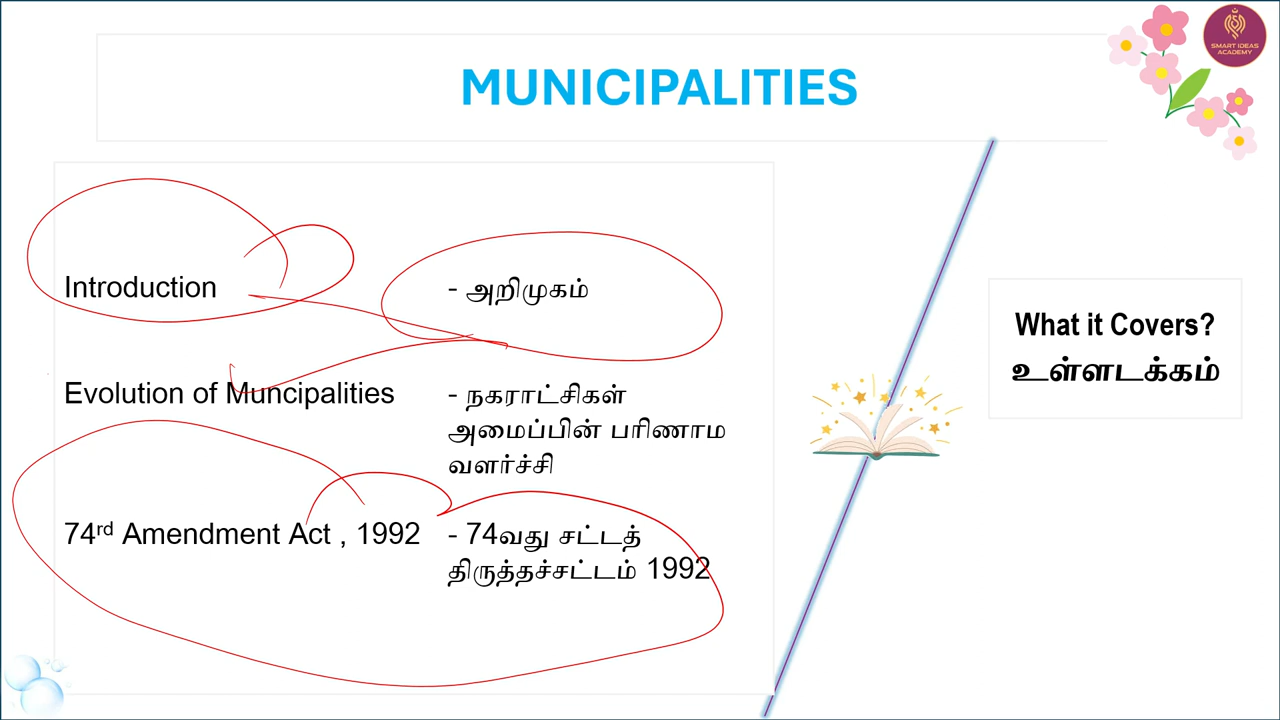 SMART IDEAS
ACADEMY
MUNICIPALITIES
Introduction - அறிமுகம்
Evolution of Muncipalities - நகராட்சிகள்
அமைப்பின் பரிணாம
வளர்ச்சி
74rd Amendment Act , 1992 - 74வது சட்டத்
திருத்தச்சட்டம் 1992
What it Covers?
உள்ளடக்கம்